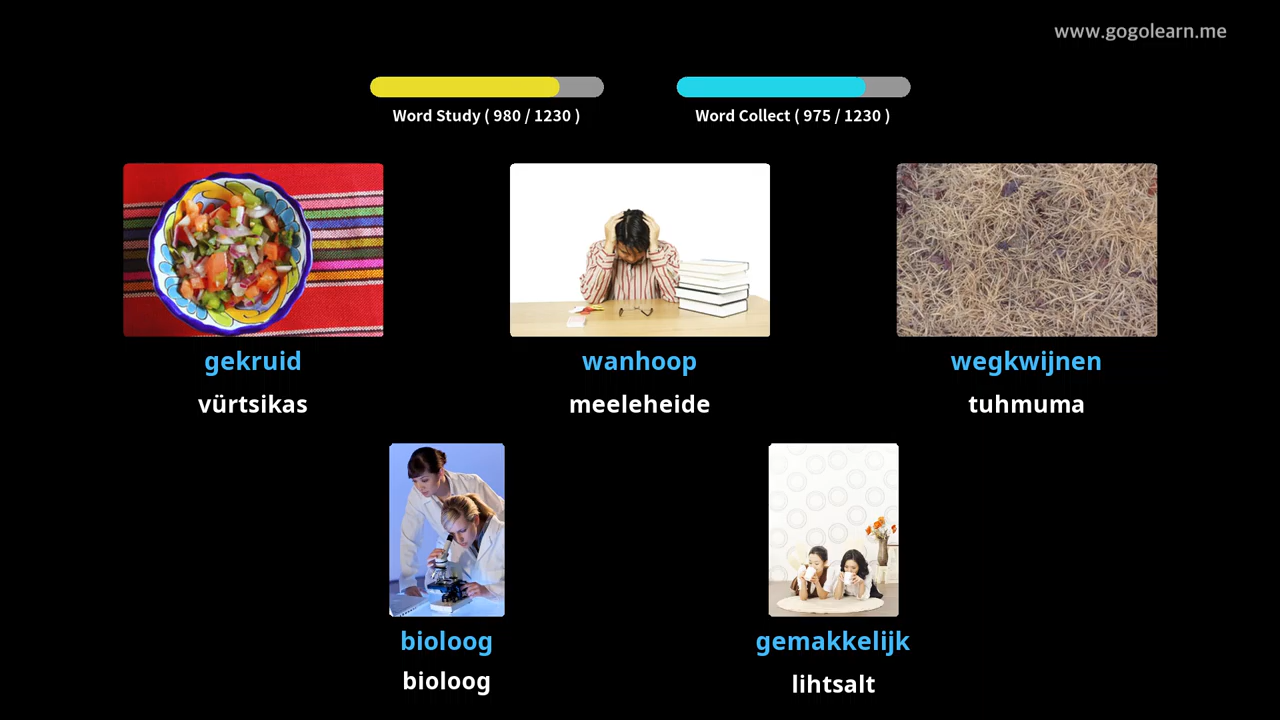 www.gogolearn.me
Word Study ( 980 / 1230 )
Word Collect ( 975 / 1230 )
gekruid
wanhoop
wegkwijnen
vürtsikas
meeleheide
tuhmuma
bioloog
gemakkelijk
bioloog
lihtsalt